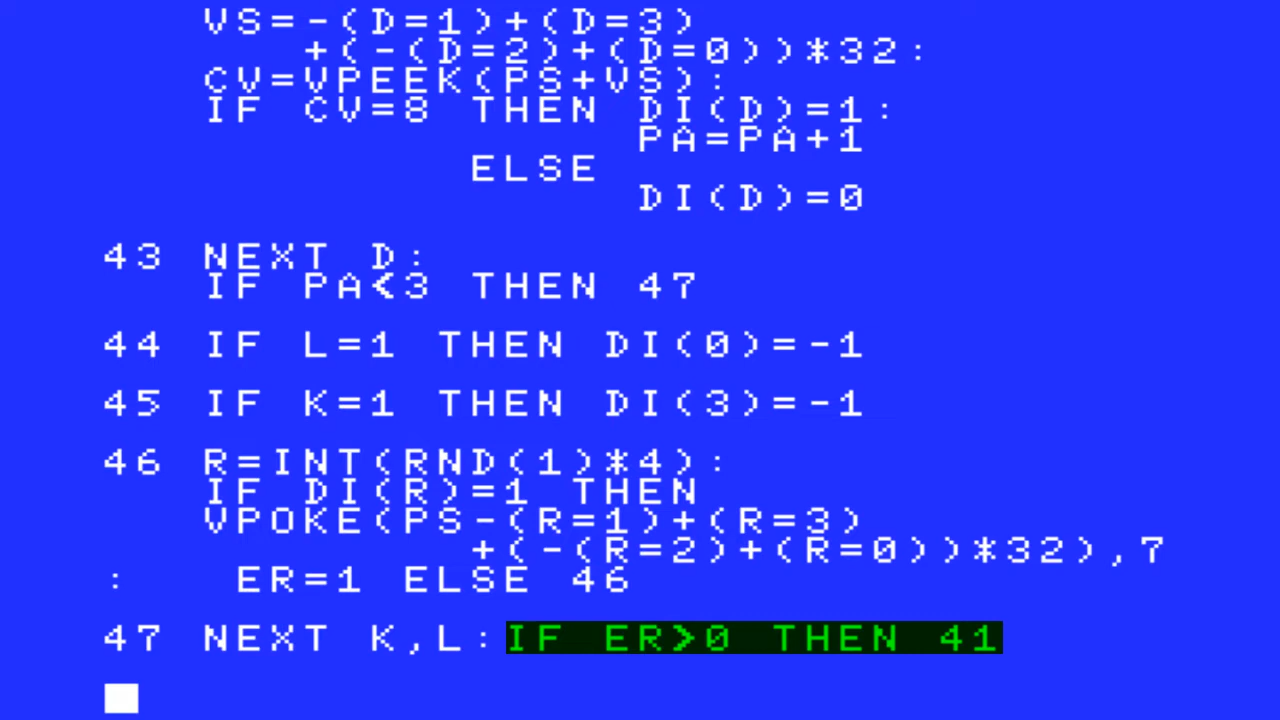 VS=-(D=1)+(D=3)
+(-(D=2)+(D=0))*32:
CV=VPEEK(PS+VS):
IF CV=8 THEN DI(D)=1:
PA=PA+1
ELSE
DI(D)=0
43 NEXT D:
IF PA<3 THEN 47
44 IF L=1 THEN DI(0)=-1
45 IF K=1 THEN DI(3)=-1
46 R=INT(RND(1)*4):
IF DI(R)=1 THEN
VPOKE(PS-(R=1)+(R=3)
+(-(R=2)+(R=0))*32),7
: ER=1 ELSE 46
47 NEXT K,L:IF ER>0 THEN 41